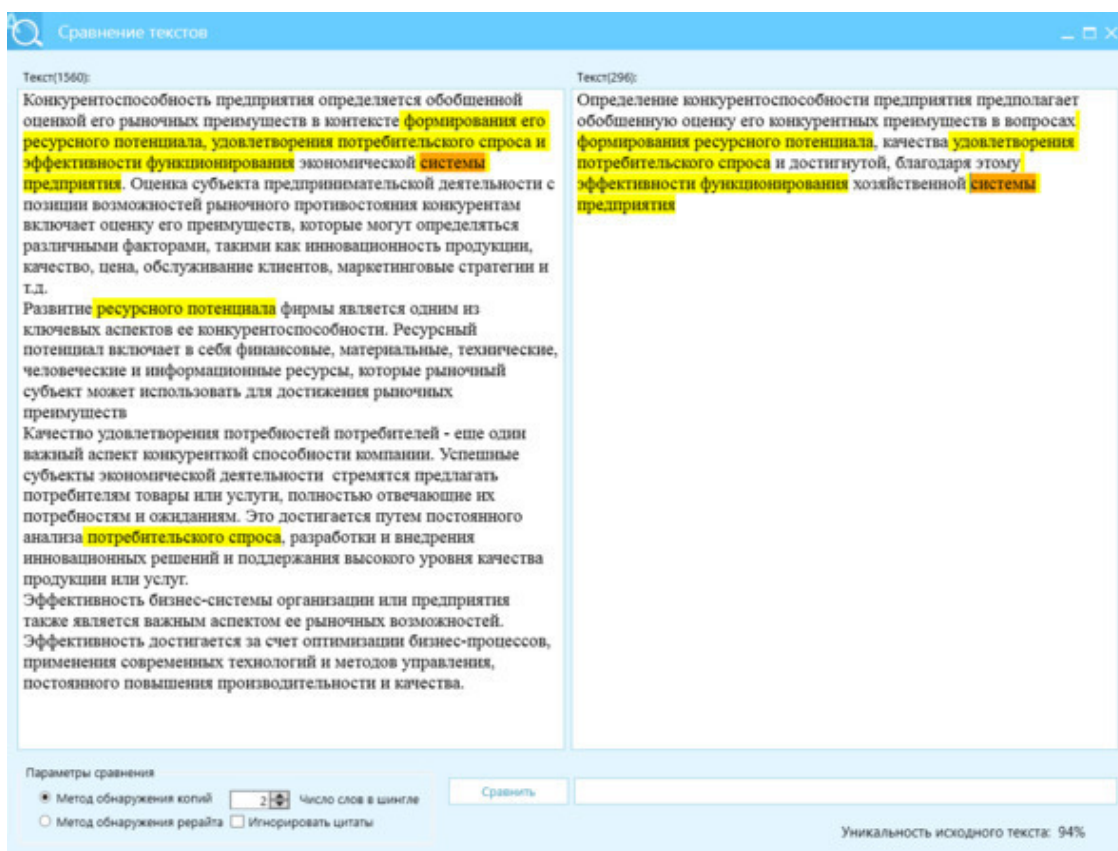 Сравнение текстов
Текст(1560):
Конкурентоспособность предприятия определяется обобщенной
оценкой его рыночных преимуществ в контексте формирования его
ресурсного потенциала, удовлетворения потребительского спроса и
эффективности функционирования экономической системы
предприятия. Оценка субъекта предпринимательской деятельности с
позиции возможностей рыночного противостояния конкурентам
включает оценку его преимуществ, которые могут определяться
различными факторами, такими как инновационность продукции,
качество, цена, обслуживание клиентов, маркетинговые стратегии и
т.д.
Развитие ресурсного потенциала фирмы является одним из
ключевых аспектов ее конкурентоспособности. Ресурсный
потенциал включает в себя финансовые, материальные, технические,
человеческие и информационные ресурсы, которые рыночный
субъект может использовать для достижения рыночных
преимуществ
Качество удовлетворения потребностей потребителей - еще один
важный аспект конкуренткой способности компании. Успешные
субъекты экономической деятельности стремятся предлагать
потребителям товары или услуги, полностью отвечающие их
потребностям и ожиданиям. Это достигается путем постоянного
анализа потребительского спроса, разработки и внедрения
инновационных решений и поддержания высокого уровня качества
продукции или услуг.
Эффективность бизнес-системы организации или предприятия
также является важным аспектом ее рыночных возможностей.
Эффективность достигается за счет оптимизации бизнес-процессов,
применения современных технологий и методов управления,
постоянного повышения производительности и качества.
Текст(296):
Определение конкурентоспособности предприятия предполагает
обобщенную оценку его конкурентных преимуществ в вопросах
формирования ресурсного потенциала, качества удовлетворения
потребительского спроса и достигнутой, благодаря этому
эффективности функционирования хозяйственной системы
предприятия
Параметры сравнения
Метод обнаружения копий 2 Число слов в шингле
Метод обнаружения рерайта Игнорировать цитаты
Сравнить
Уникальность исходного текста: 94%